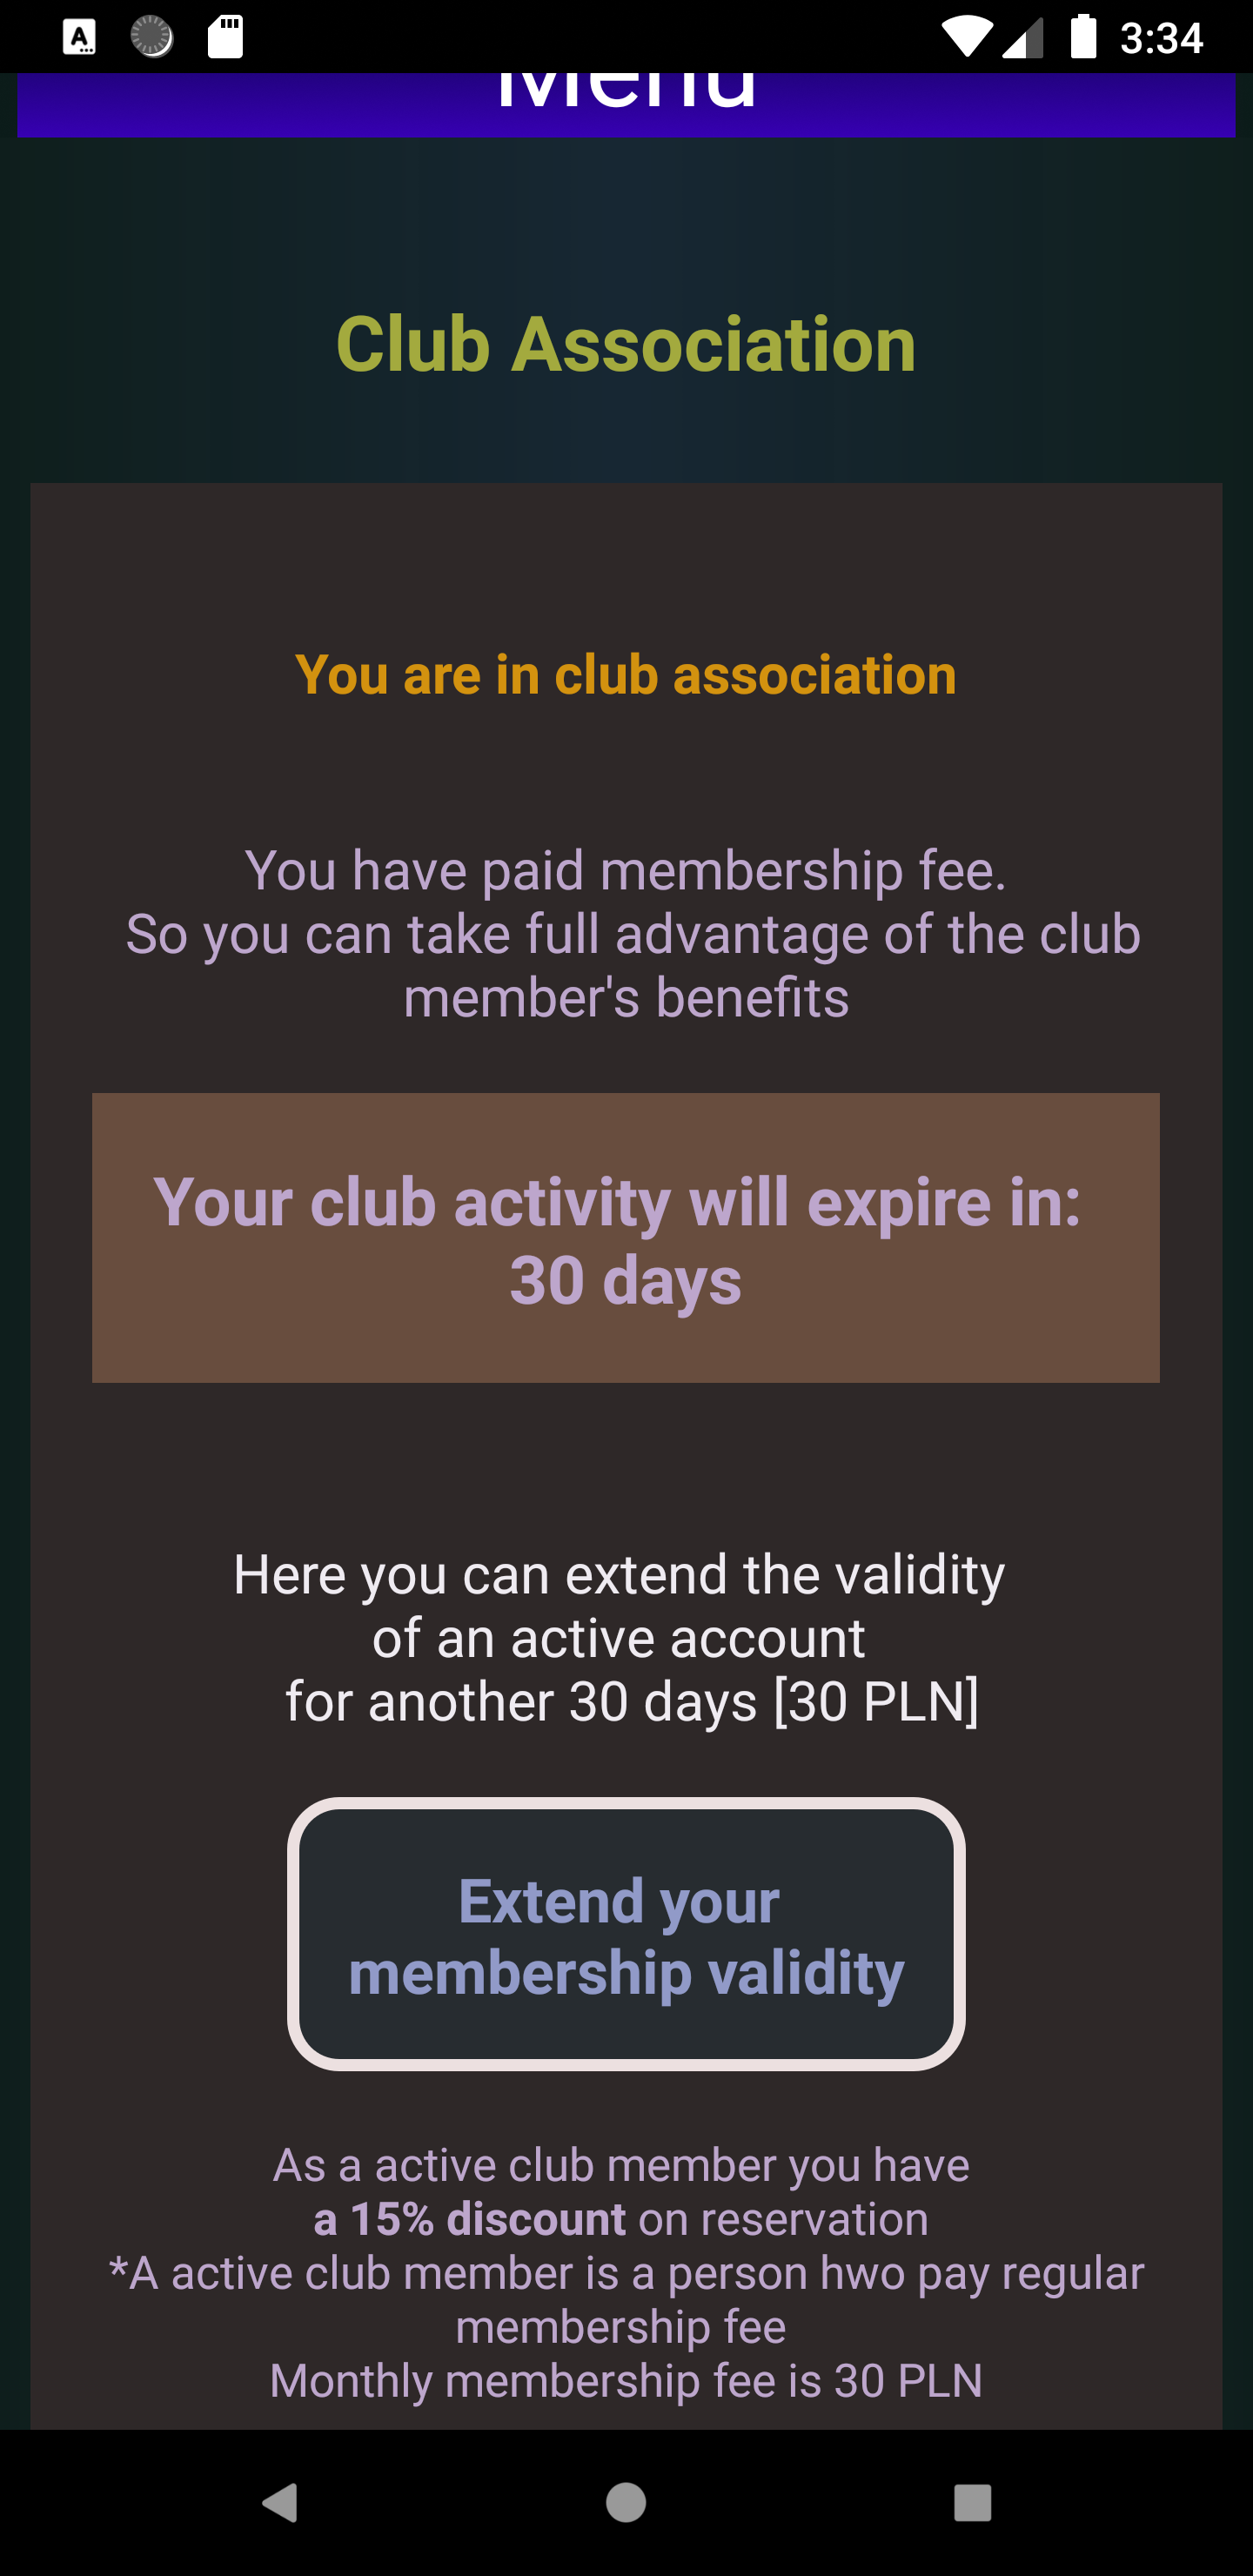 3:34
Menu
Club Association
You are in club association
You have paid membership fee.
So you can take full advantage of the club
member's benefits
Your club activity will expire in:
30 days
Here you can extend the validity
of an active account
for another 30 days [30 PLN]
Extend your
membership validity
As a active club member you have
a 15% discount on reservation
*A active club member is a person hwo pay regular
membership fee
Monthly membership fee is 30 PLN